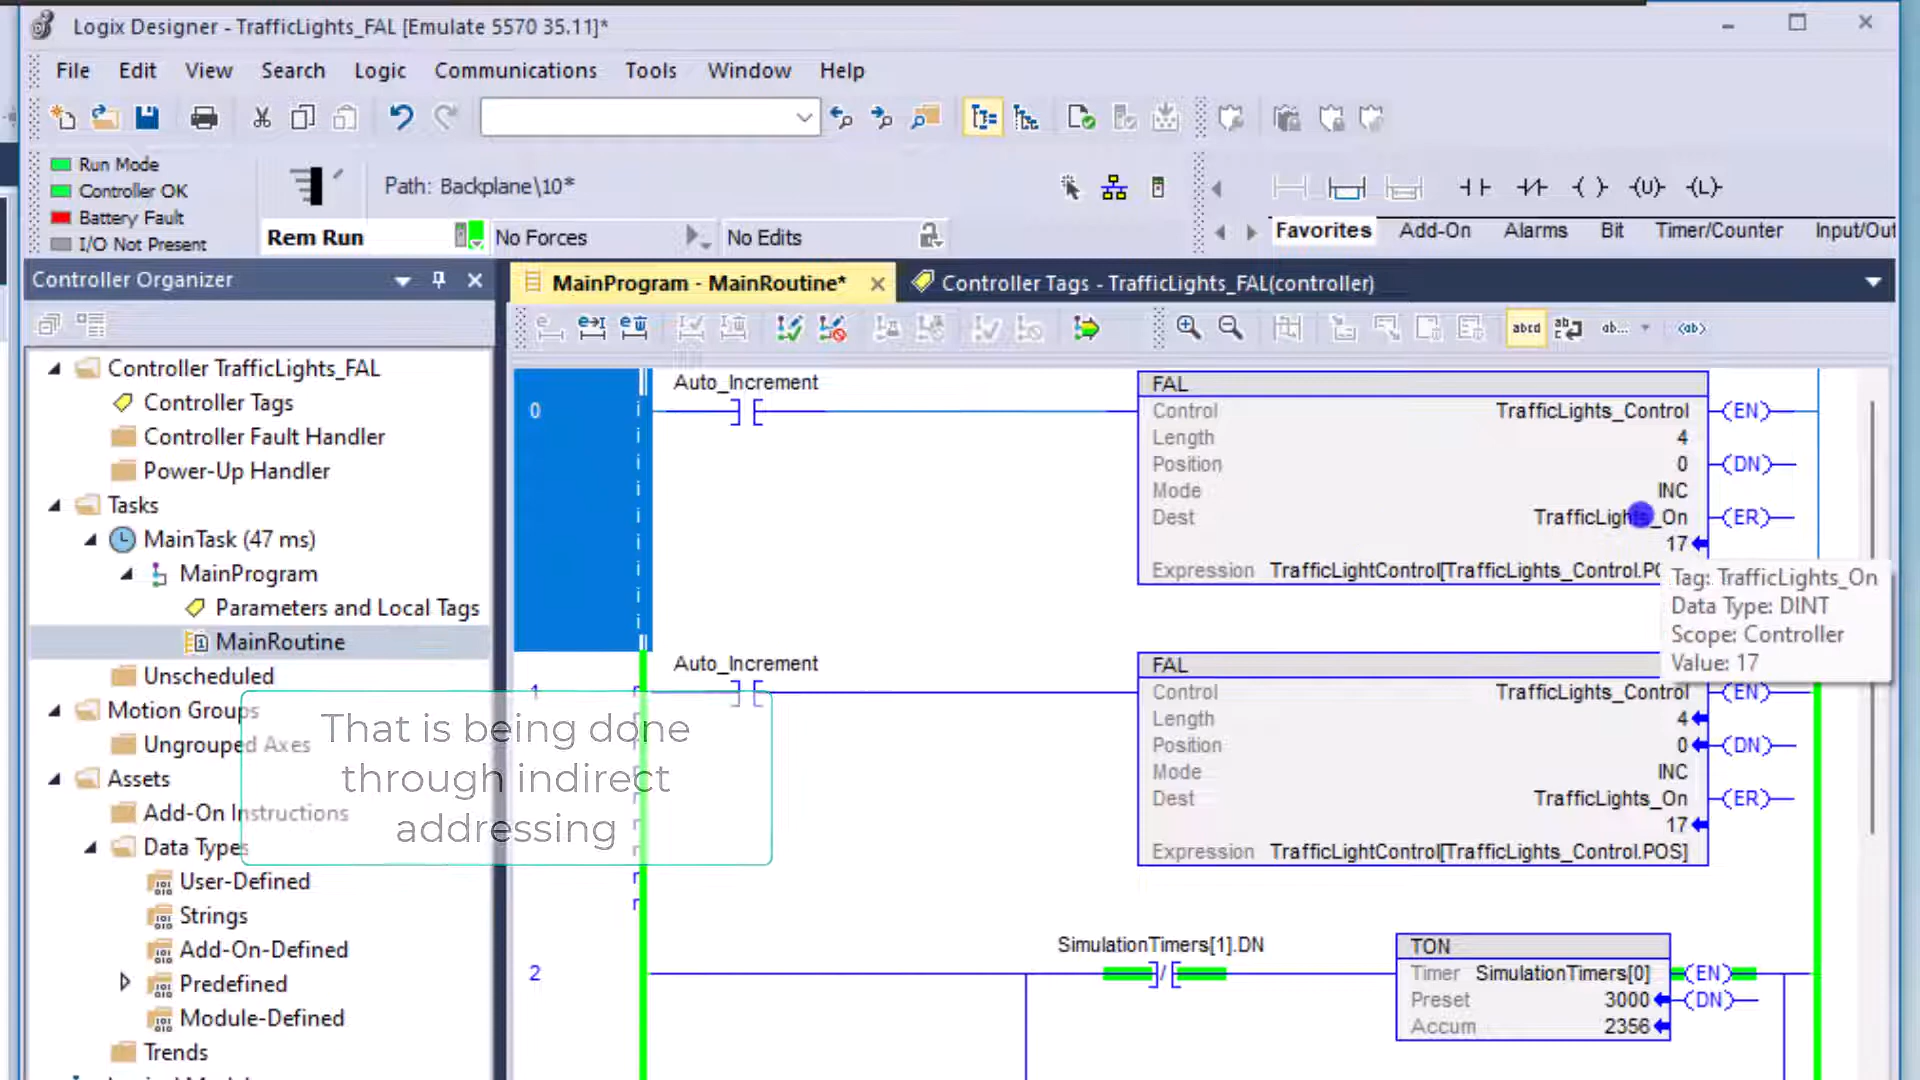 Logix Designer - TrafficLights_FAL [Emulate 5570 35.11]*
File Edit View Search Logic Communications Tools Window Help
Run Mode
Controller OK
Battery Fault
I/O Not Present
Path: Backplane\10*
Rem Run
No Forces
No Edits
Favorites Add-On Alarms Bit Timer/Counter Input/Out
Controller Organizer
MainProgram - MainRoutine*
Controller Tags - TrafficLights_FAL(controller)
Controller TrafficLights_FAL
Controller Tags
Controller Fault Handler
Power-Up Handler
Tasks
MainTask (47 ms)
MainProgram
Parameters and Local Tags
MainRoutine
Unscheduled
Motion Groups
Ungrouped Axes
Assets
Add-On Instructions
Data Types
User-Defined
Strings
Add-On-Defined
Predefined
Module-Defined
Trends
That is being done
through indirect
addressing
0
Auto_Increment
FAL
Control TrafficLights_Control (EN)
Length 4
Position 0 (DN)
Mode INC
Dest TrafficLights_On (ER)
17
Expression TrafficLightControl[TrafficLights_Control.PO
Tag: TrafficLights_On
Data Type: DINT
Scope: Controller
Value: 17
1
Auto_Increment
FAL
Control TrafficLights_Control (EN)
Length 4
Position 0 (DN)
Mode INC
Dest TrafficLights_On (ER)
17
Expression TrafficLightControl[TrafficLights_Control.POS]
2
SimulationTimers[1].DN
TON
Timer SimulationTimers[0] (EN)
Preset 3000 (DN)
Accum 2356